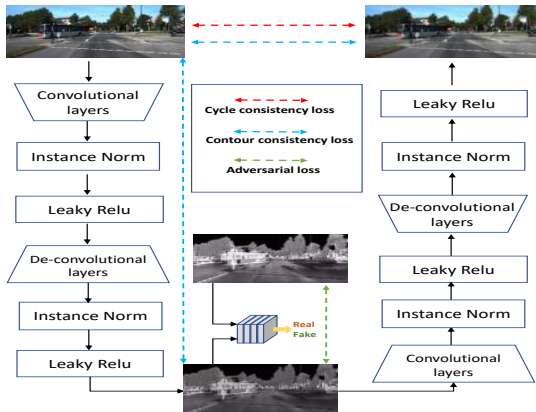 Convolutional
layers
Instance Norm
Leaky Relu
De-convolutional
layers
Instance Norm
Leaky Relu
Cycle consistency loss
Contour consistency loss
Adversarial loss
Real
Fake
Leaky Relu
Instance Norm
De-convolutional
layers
Leaky Relu
Instance Norm
Convolutional
layers